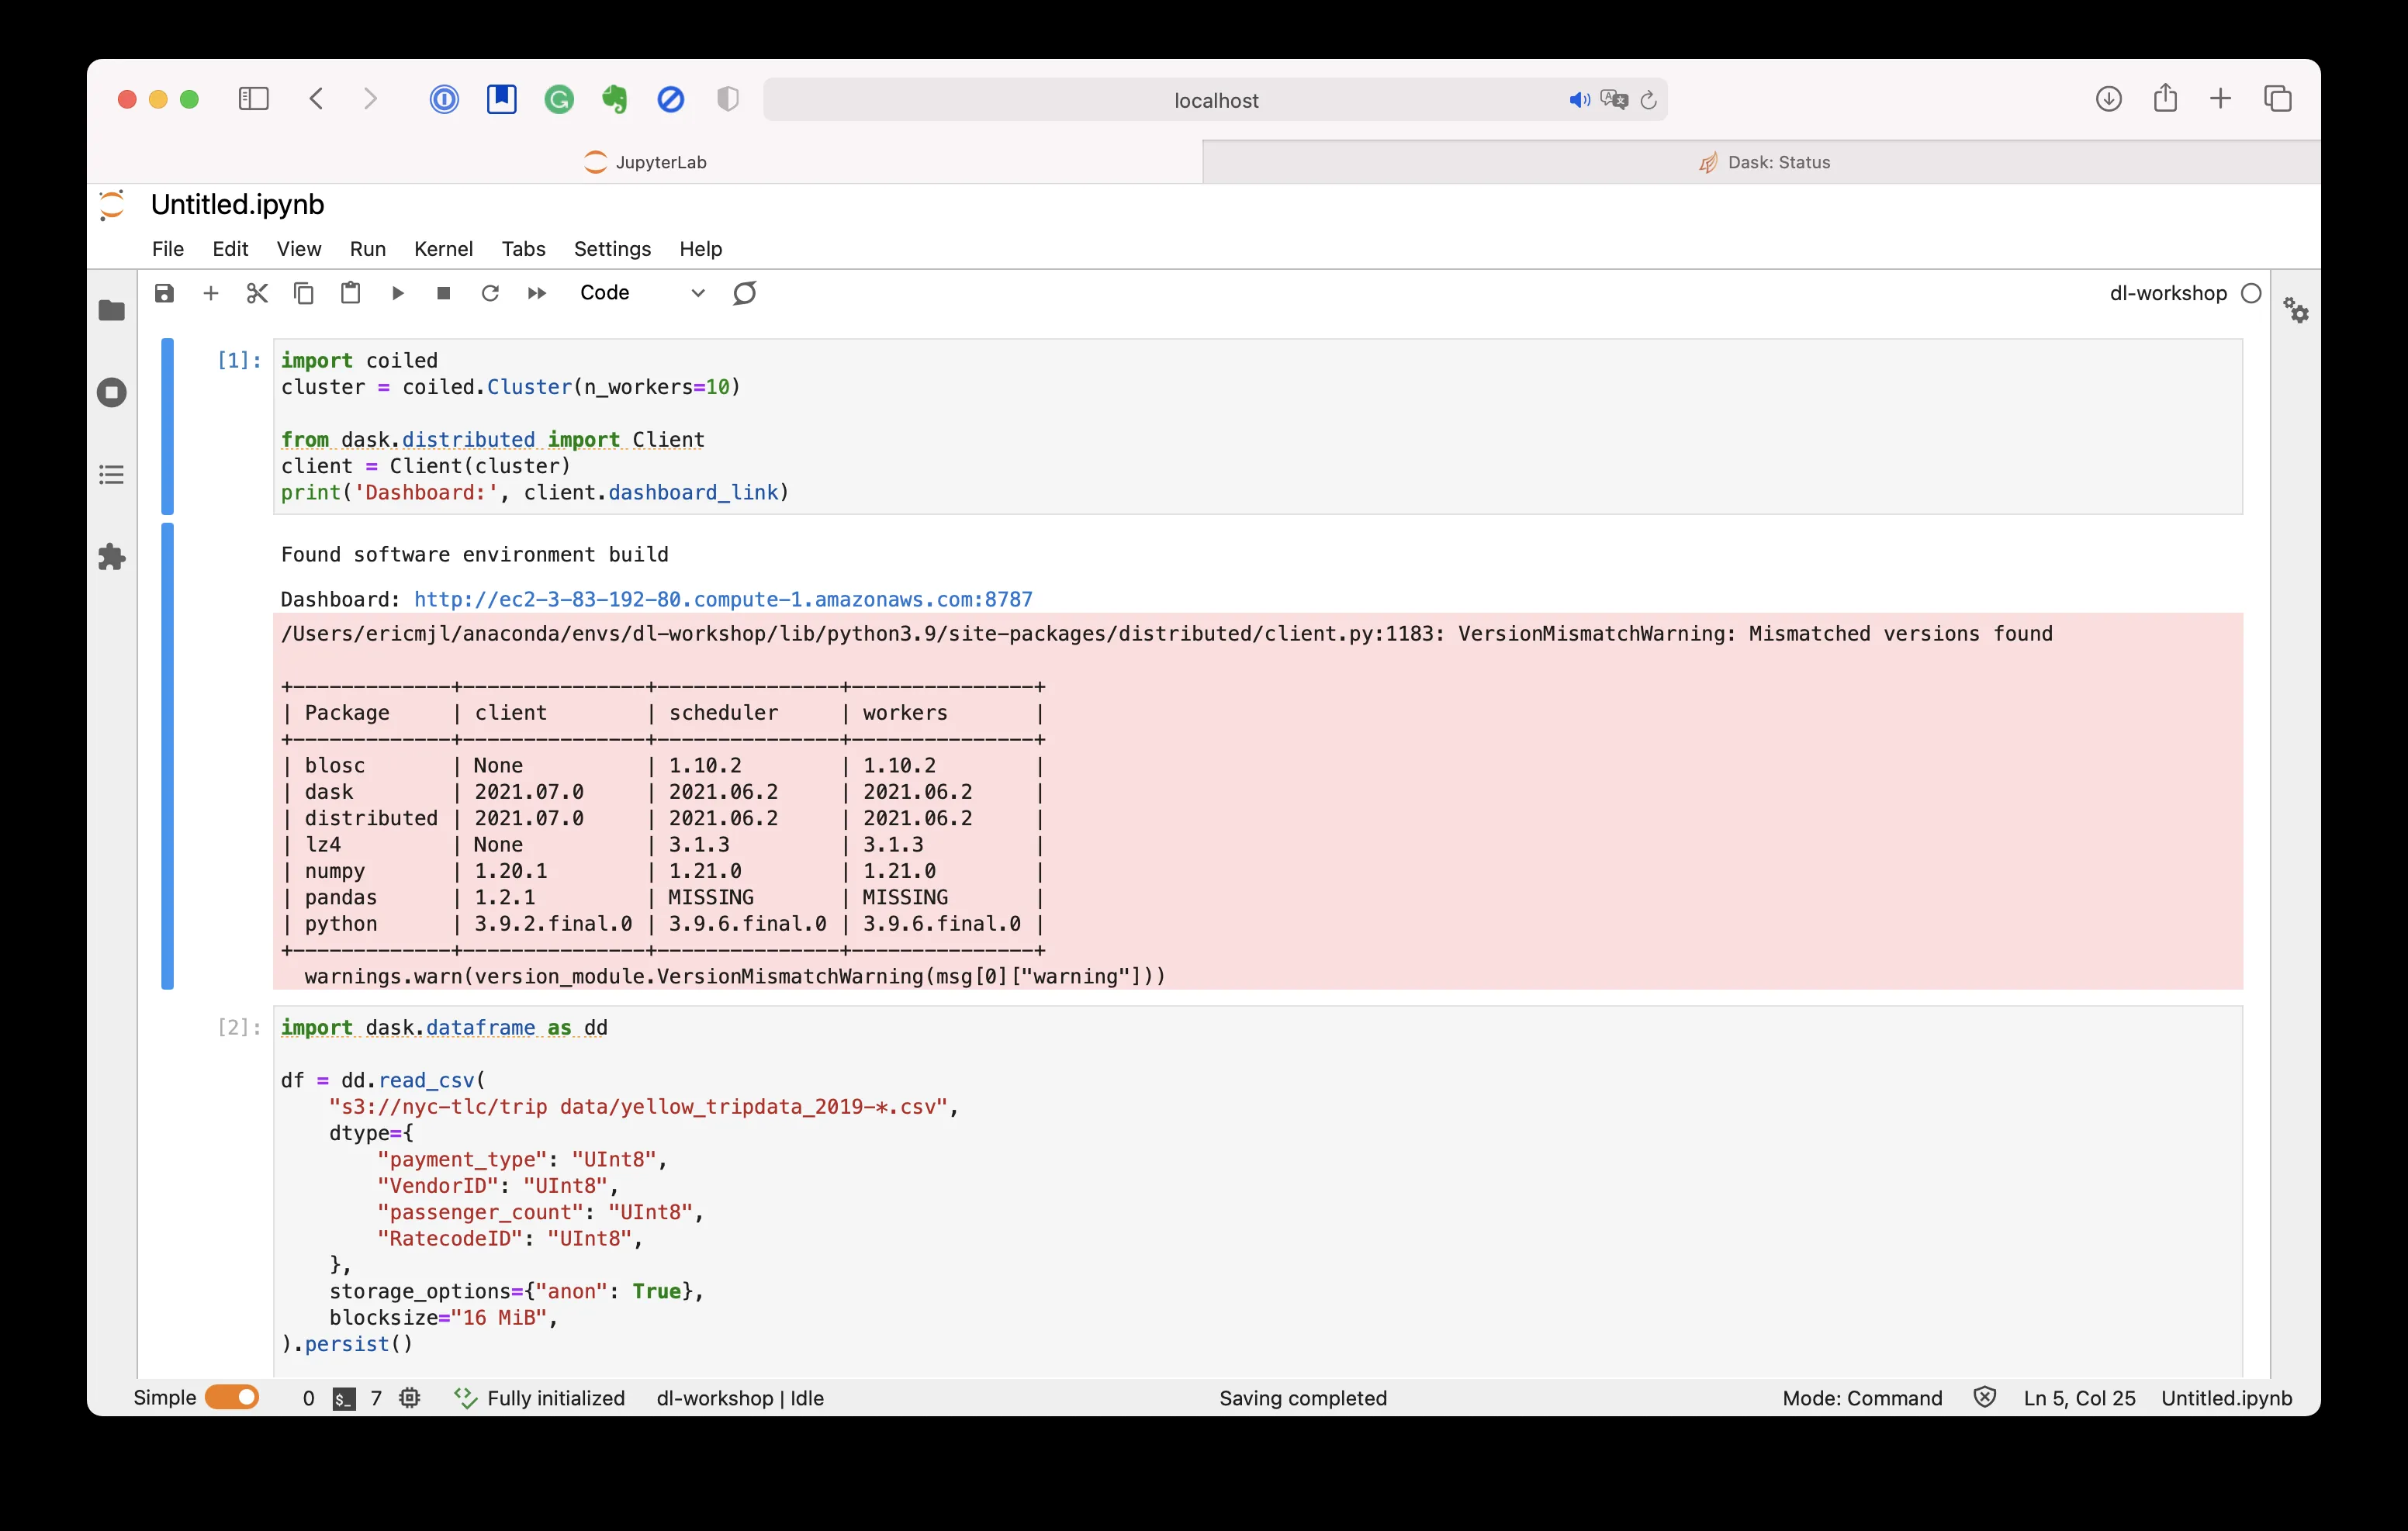 localhost
JupyterLab
Dask: Status
Untitled.ipynb
File Edit View Run Kernel Tabs Settings Help
Code
dl-workshop
[1]:
import coiled
cluster = coiled.Cluster(n_workers=10)
from dask.distributed import Client
client = Client(cluster)
print('Dashboard:', client.dashboard_link)
Found software environment build
Dashboard: http://ec2-3-83-192-80.compute-1.amazonaws.com:8787
/Users/ericmjl/anaconda/envs/dl-workshop/lib/python3.9/site-packages/distributed/client.py:1183: VersionMismatchWarning: Mismatched versions found
+-------------+---------------+---------------+---------------+
| Package     | client        | scheduler     | workers       |
+-------------+---------------+---------------+---------------+
| blosc       | None          | 1.10.2        | 1.10.2        |
| dask        | 2021.07.0     | 2021.06.2     | 2021.06.2     |
| distributed | 2021.07.0     | 2021.06.2     | 2021.06.2     |
| lz4         | None          | 3.1.3         | 3.1.3         |
| numpy       | 1.20.1        | 1.21.0        | 1.21.0        |
| pandas      | 1.2.1         | MISSING       | MISSING       |
| python      | 3.9.2.final.0 | 3.9.6.final.0 | 3.9.6.final.0 |
+-------------+---------------+---------------+---------------+
  warnings.warn(version_module.VersionMismatchWarning(msg[0]["warning"]))
[2]:
import dask.dataframe as dd
df = dd.read_csv(
    "s3://nyc-tlc/trip data/yellow_tripdata_2019-*.csv",
    dtype={
        "payment_type": "UInt8",
        "VendorID": "UInt8",
        "passenger_count": "UInt8",
        "RatecodeID": "UInt8",
    },
    storage_options={"anon": True},
    blocksize="16 MiB",
).persist()
Simple 0 $_ 7 Fully initialized dl-workshop | Idle Saving completed Mode: Command Ln 5, Col 25 Untitled.ipynb